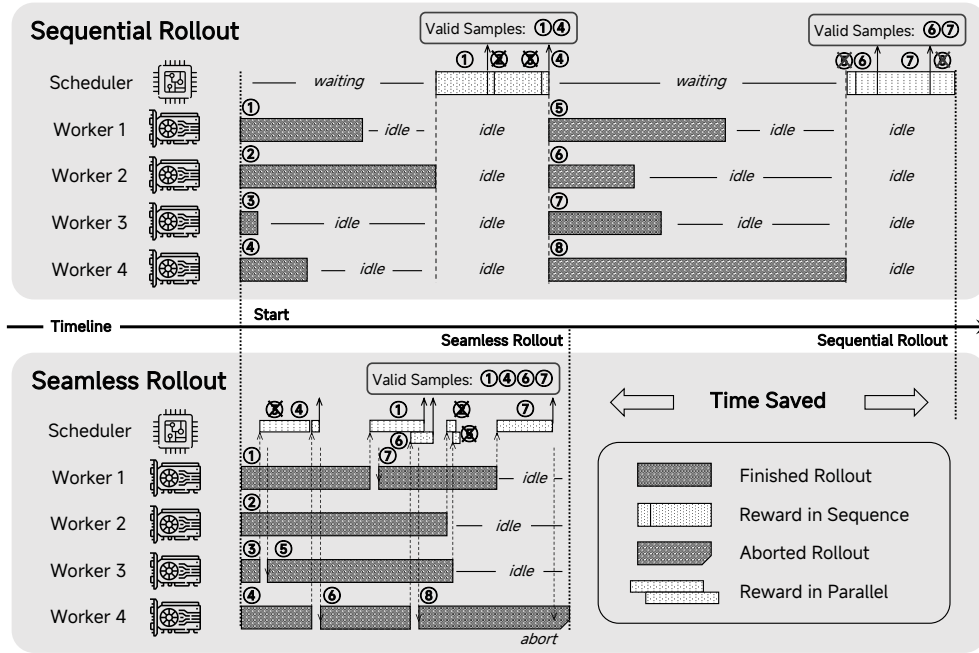 Sequential Rollout
Valid Samples: ①④
Valid Samples: ⑥⑦
① ② ③ ④
⑤ ⑥ ⑦ ⑧
Scheduler
waiting
waiting
①
⑤
Worker 1
idle
idle
idle
idle
②
⑥
Worker 2
idle
idle
idle
③
⑦
Worker 3
idle
idle
idle
idle
④
⑧
Worker 4
idle
idle
idle
Start
Timeline
Seamless Rollout
Sequential Rollout
Seamless Rollout
Valid Samples: ①④⑥⑦
③ ④ ① ② ⑦
Scheduler
⑥ ⑤
① ⑦
Worker 1
idle
②
Worker 2
idle
③ ⑤
Worker 3
idle
④ ⑥ ⑧
Worker 4
abort
Time Saved
Finished Rollout
Reward in Sequence
Aborted Rollout
Reward in Parallel